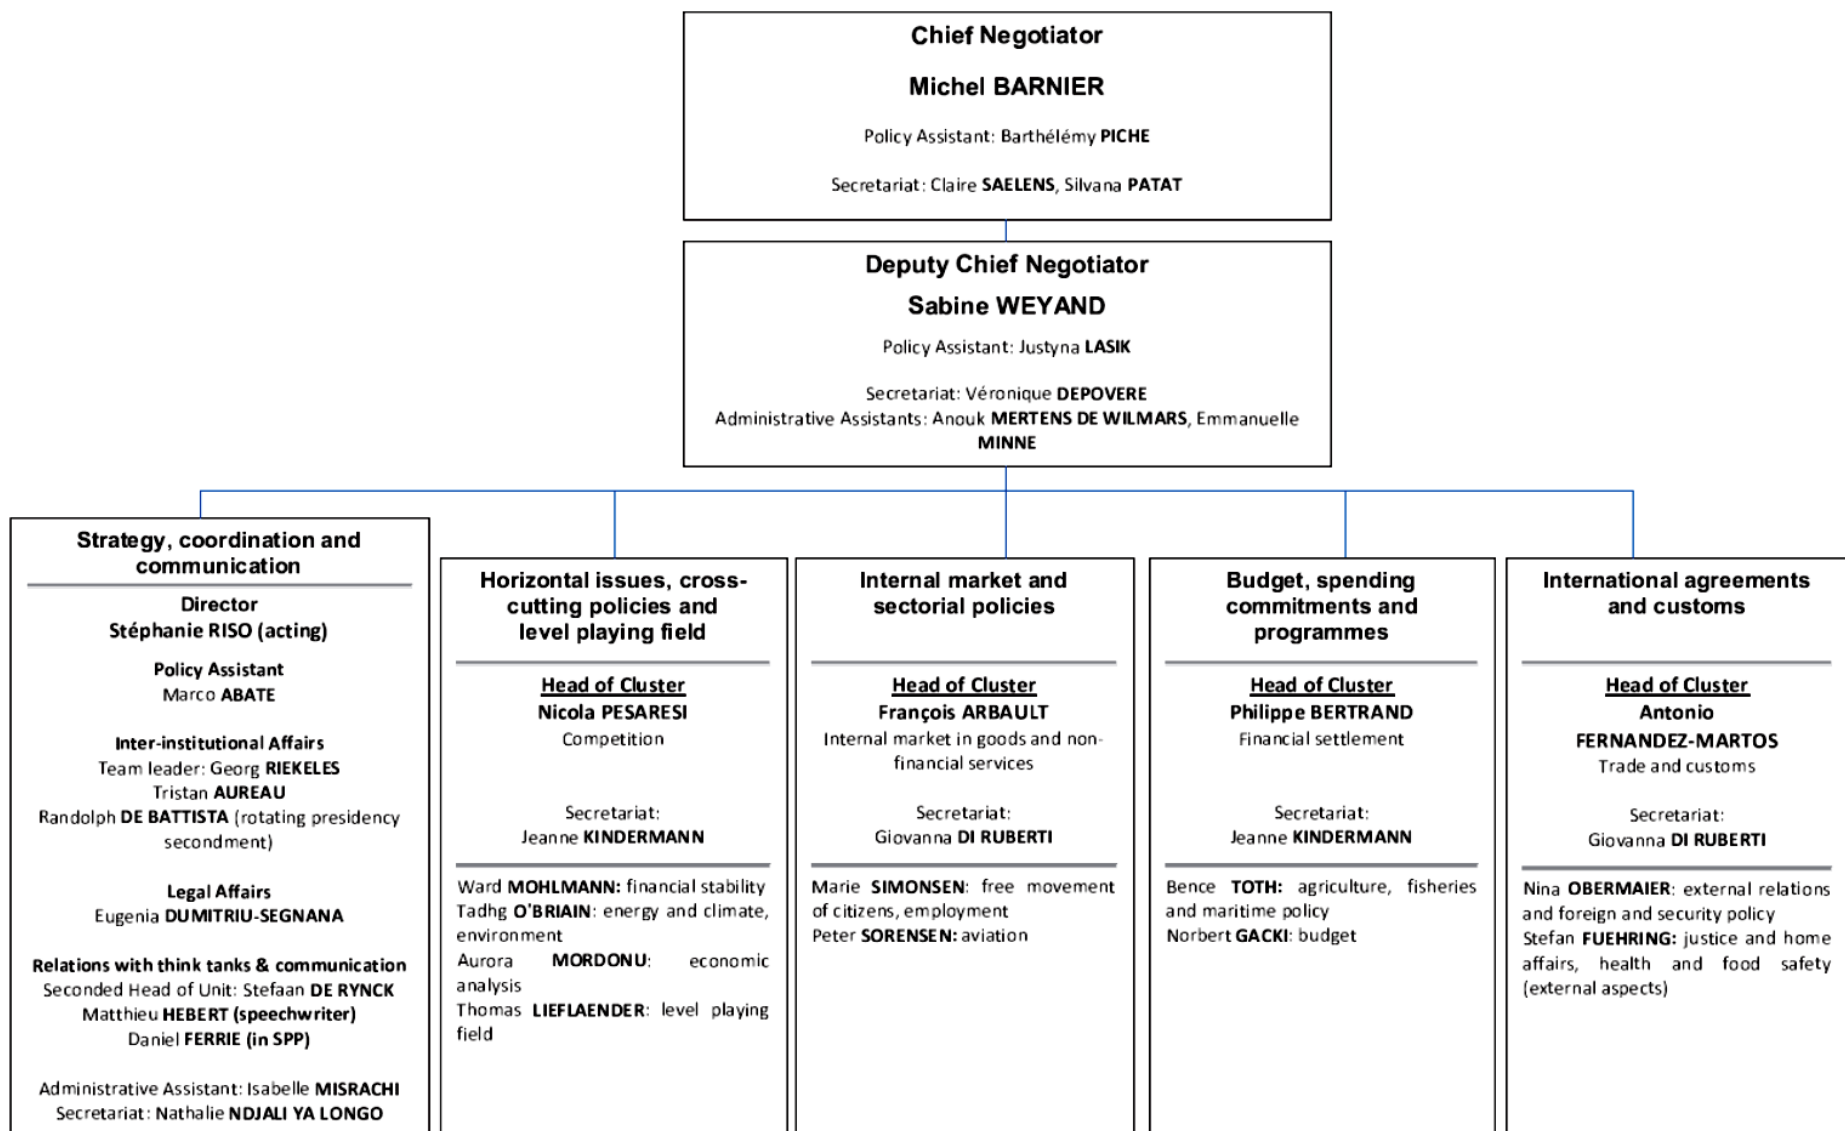 Chief Negotiator
Michel BARNIER
Policy Assistant: Barthélémy PICHE
Secretariat: Claire SAELENS, Silvana PATAT
Deputy Chief Negotiator
Sabine WEYAND
Policy Assistant: Justyna LASIK
Secretariat: Véronique DEPOVERE
Administrative Assistants: Anouk MERTENS DE WILMARS, Emmanuelle
MINNE
Strategy, coordination and
communication
Director
Stéphanie RISO (acting)
Policy Assistant
Marco ABATE
Inter-institutional Affairs
Team leader: Georg RIEKELES
Tristan AUREAU
Randolph DE BATTISTA (rotating presidency
secondment)
Legal Affairs
Eugenia DUMITRIU-SEGNANA
Relations with think tanks & communication
Seconded Head of Unit: Stefaan DE RYNCK
Matthieu HEBERT (speechwriter)
Daniel FERRIE (in SPP)
Administrative Assistant: Isabelle MISRACHI
Secretariat: Nathalie NDJALI YA LONGO
Horizontal issues, cross-
cutting policies and
level playing field
Head of Cluster
Nicola PESARESI
Competition
Secretariat:
Jeanne KINDERMANN
Ward MOHLMANN: financial stability
Tadhg O'BRIAIN: energy and climate,
environment
Aurora MORDONU: economic
analysis
Thomas LIEFLAENDER: level playing
field
Internal market and
sectorial policies
Head of Cluster
François ARBAULT
Internal market in goods and non-
financial services
Secretariat:
Giovanna DI RUBERTI
Marie SIMONSEN: free movement
of citizens, employment
Peter SORENSEN: aviation
Budget, spending
commitments and
programmes
Head of Cluster
Philippe BERTRAND
Financial settlement
Secretariat:
Jeanne KINDERMANN
Bence TOTH: agriculture, fisheries
and maritime policy
Norbert GACKI: budget
International agreements
and customs
Head of Cluster
Antonio
FERNANDEZ-MARTOS
Trade and customs
Secretariat:
Giovanna DI RUBERTI
Nina OBERMAIER: external relations
and foreign and security policy
Stefan FUEHRING: justice and home
affairs, health and food safety
(external aspects)